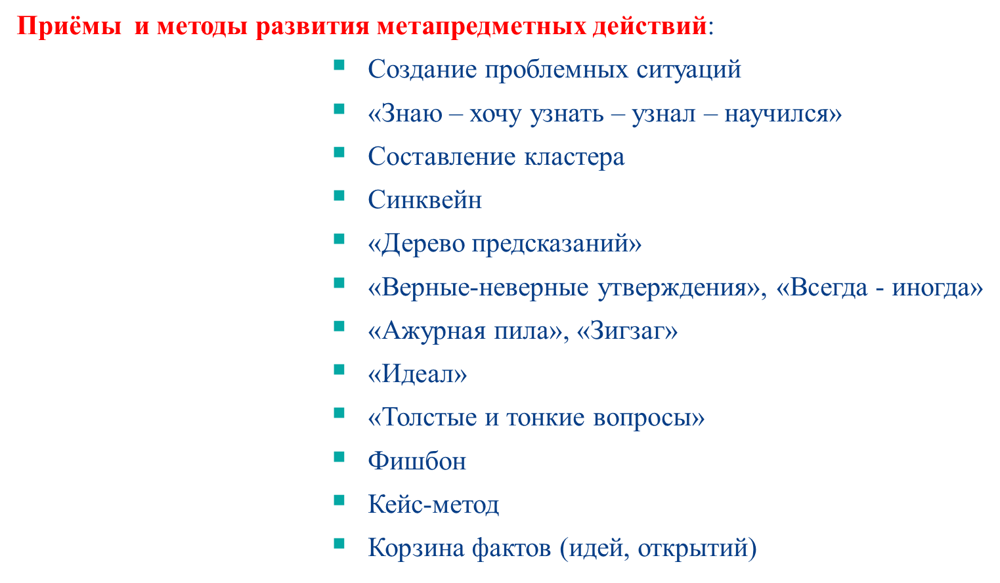 Приёмы и методы развития метапредметных действий:
▪ Создание проблемных ситуаций
▪ «Знаю – хочу узнать – узнал – научился»
▪ Составление кластера
▪ Синквейн
▪ «Дерево предсказаний»
▪ «Верные-неверные утверждения», «Всегда - иногда»
▪ «Ажурная пила», «Зигзаг»
▪ «Идеал»
▪ «Толстые и тонкие вопросы»
▪ Фишбон
▪ Кейс-метод
▪ Корзина фактов (идей, открытий)